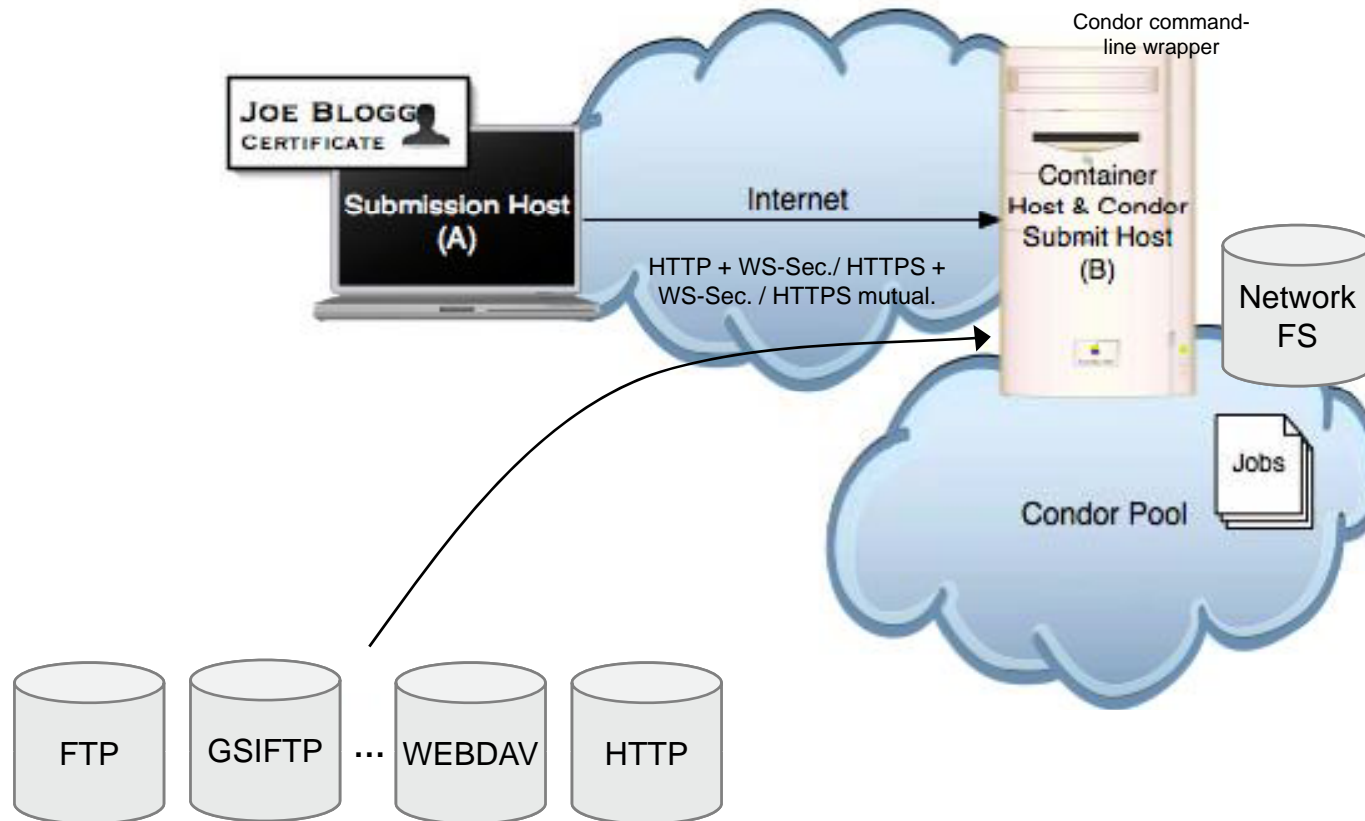 Condor command-
line wrapper
JOE BLOGG
CERTIFICATE
Submission Host
(A)
Internet
HTTP + WS-Sec./ HTTPS +
WS-Sec. / HTTPS mutual.
Container
Host & Condor
Submit Host
(B)
Network
FS
Jobs
Condor Pool
FTP
GSIFTP
...
WEBDAV
HTTP